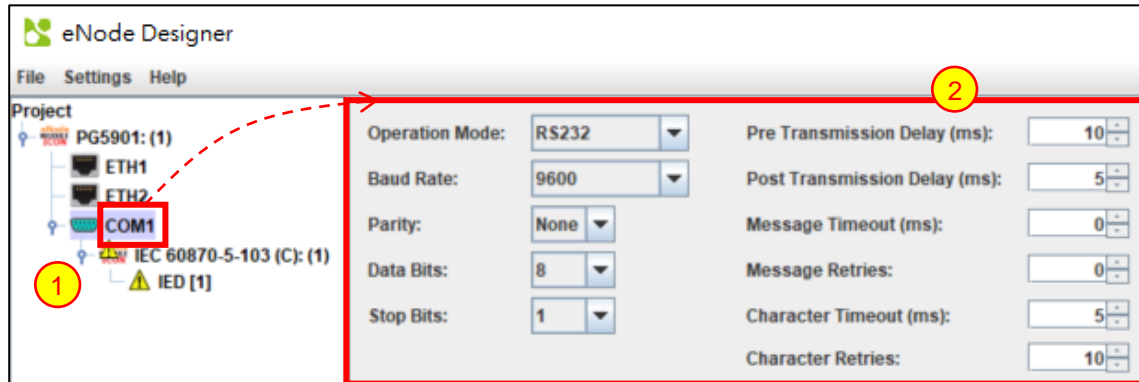 eNode Designer
File Settings Help
Project
PG5901: (1)
ETH1
ETH2
COM1
IEC 60870-5-103 (C): (1)
IED [1]
1
2
Operation Mode: RS232 Pre Transmission Delay (ms): 10
Baud Rate: 9600 Post Transmission Delay (ms): 5
Parity: None Message Timeout (ms): 0
Data Bits: 8 Message Retries: 0
Stop Bits: 1 Character Timeout (ms): 5
Character Retries: 10